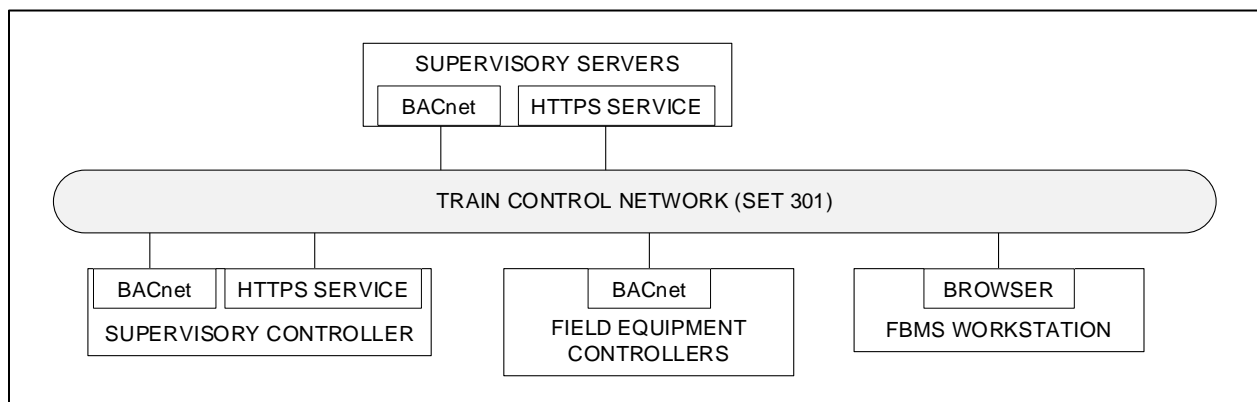 SUPERVISORY SERVERS
BACnet
HTTPS SERVICE
TRAIN CONTROL NETWORK (SET 301)
BACnet
HTTPS SERVICE
SUPERVISORY CONTROLLER
BACnet
FIELD EQUIPMENT
CONTROLLERS
BROWSER
FBMS WORKSTATION